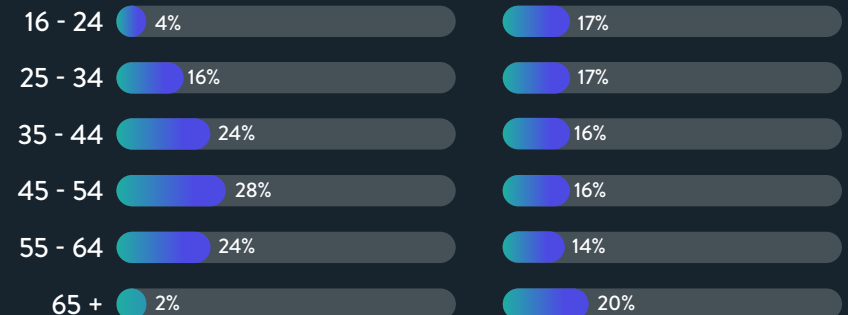 16 - 24 4% 17%
25 - 34 16% 17%
35 - 44 24% 16%
45 - 54 28% 16%
55 - 64 24% 14%
65 + 2% 20%